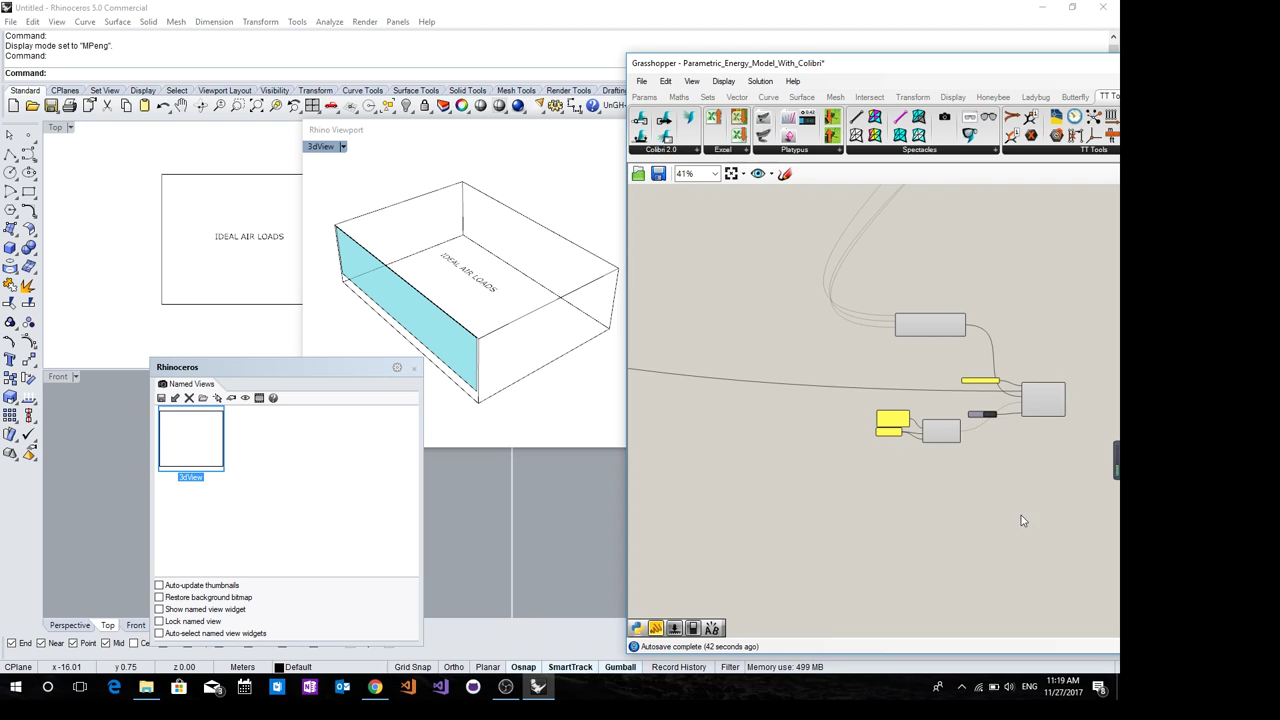 Untitled - Rhinoceros 5.0 Commercial
File Edit View Curve Surface Solid Mesh Dimension Transform Tools Analyze Render Panels Help
Command:
Display mode set to "MPeng".
Command:
Command:
Standard CPlanes Set View Display Select Viewport Layout Visibility Transform Curve Tools Surface Tools Solid Tools Mesh Tools Render Tools Drafting
UnGH
Top
Rhino Viewport
3dView
IDEAL AIR LOADS
IDEAL AIR LOADS
Front
Rhinoceros
Named Views
3dView
Auto-update thumbnails
Restore background bitmap
Show named view widget
Lock named view
Auto-select named view widgets
Perspective Top Front
End Near Point Mid
CPlane x -16.01 y 0.75 z 0.00 Meters Default Grid Snap Ortho Planar Osnap SmartTrack Gumball Record History Filter Memory use: 499 MB
Grasshopper - Parametric_Energy_Model_With_Colibri*
File Edit View Display Solution Help
Params Maths Sets Vector Curve Surface Mesh Intersect Transform Display Honeybee Ladybug Butterfly TT To
Colibri 2.0 Excel Platypus Spectacles TT Tools
41%
Autosave complete (42 seconds ago)
ENG
11:19 AM
11/27/2017